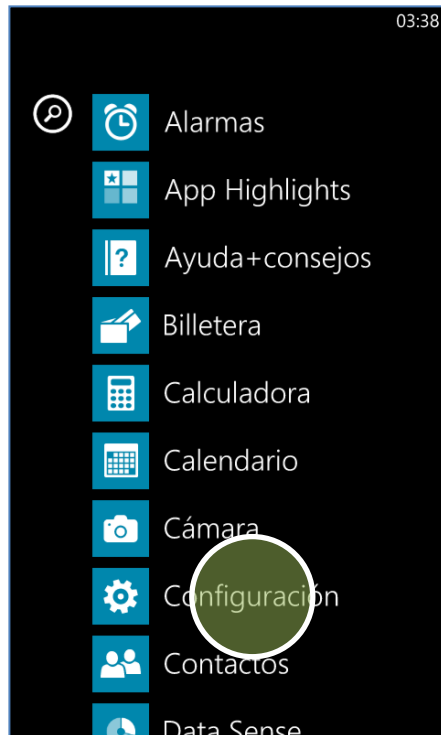 03:38
Alarmas
App Highlights
Ayuda+consejos
Billetera
Calculadora
Calendario
Cámara
Configuración
Contactos
Data Sense